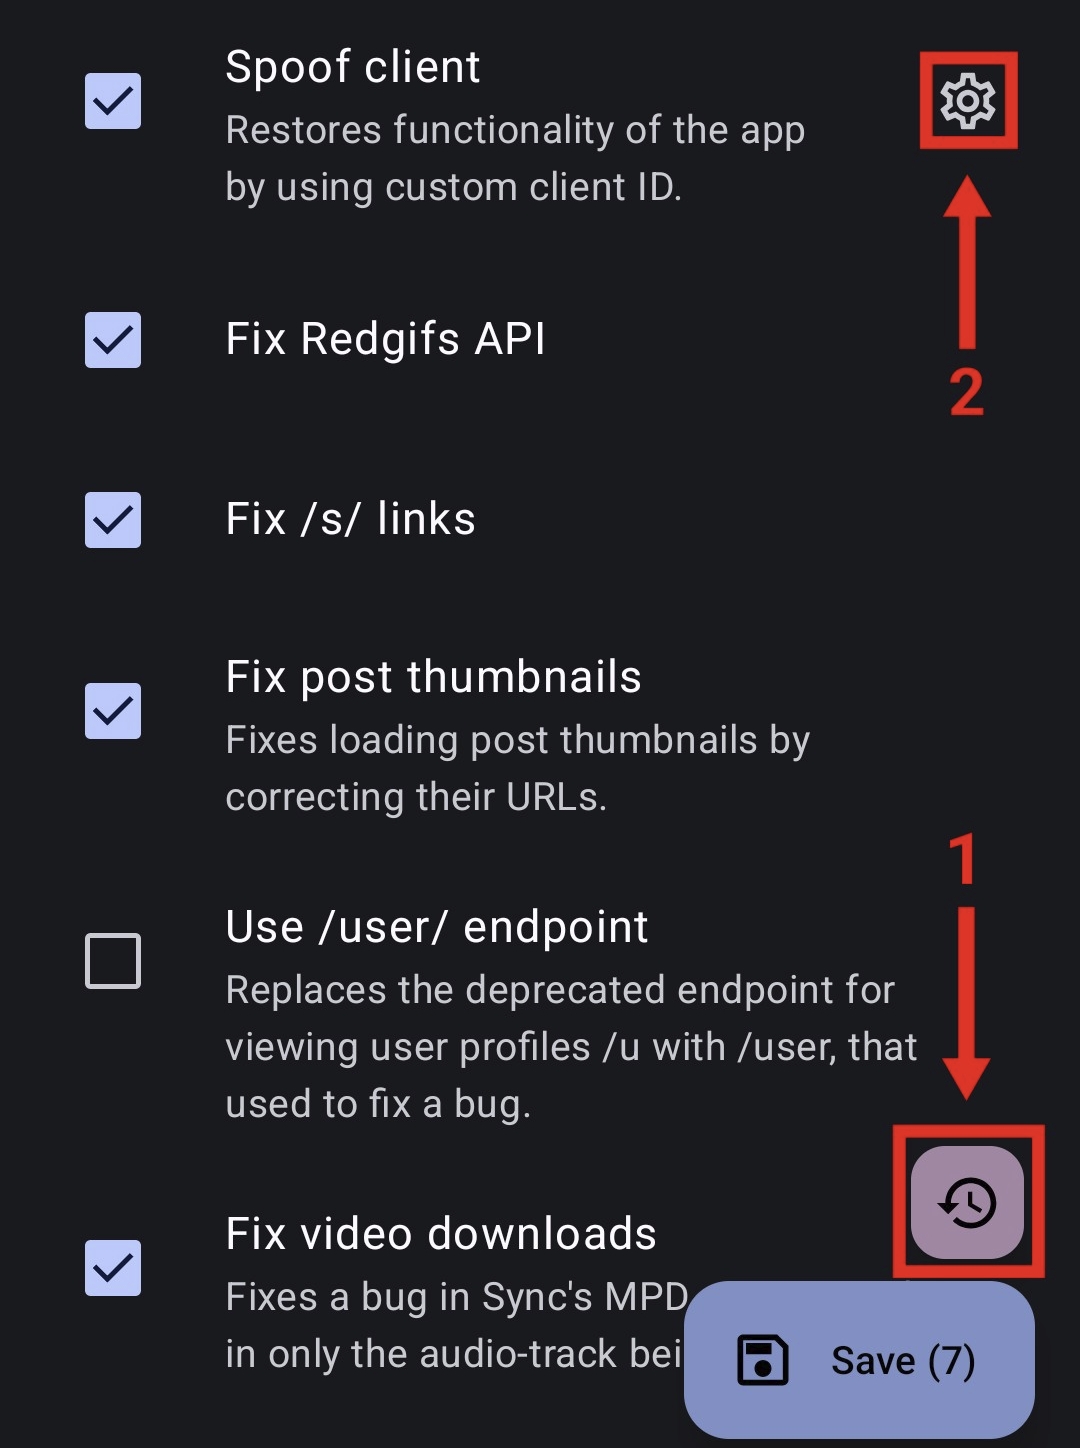 Spoof client
Restores functionality of the app
by using custom client ID.
2
Fix Redgifs API
Fix /s/ links
Fix post thumbnails
Fixes loading post thumbnails by
correcting their URLs.
1
Use /user/ endpoint
Replaces the deprecated endpoint for
viewing user profiles /u with /user, that
used to fix a bug.
Fix video downloads
Fixes a bug in Sync's MPD
in only the audio-track
Save (7)